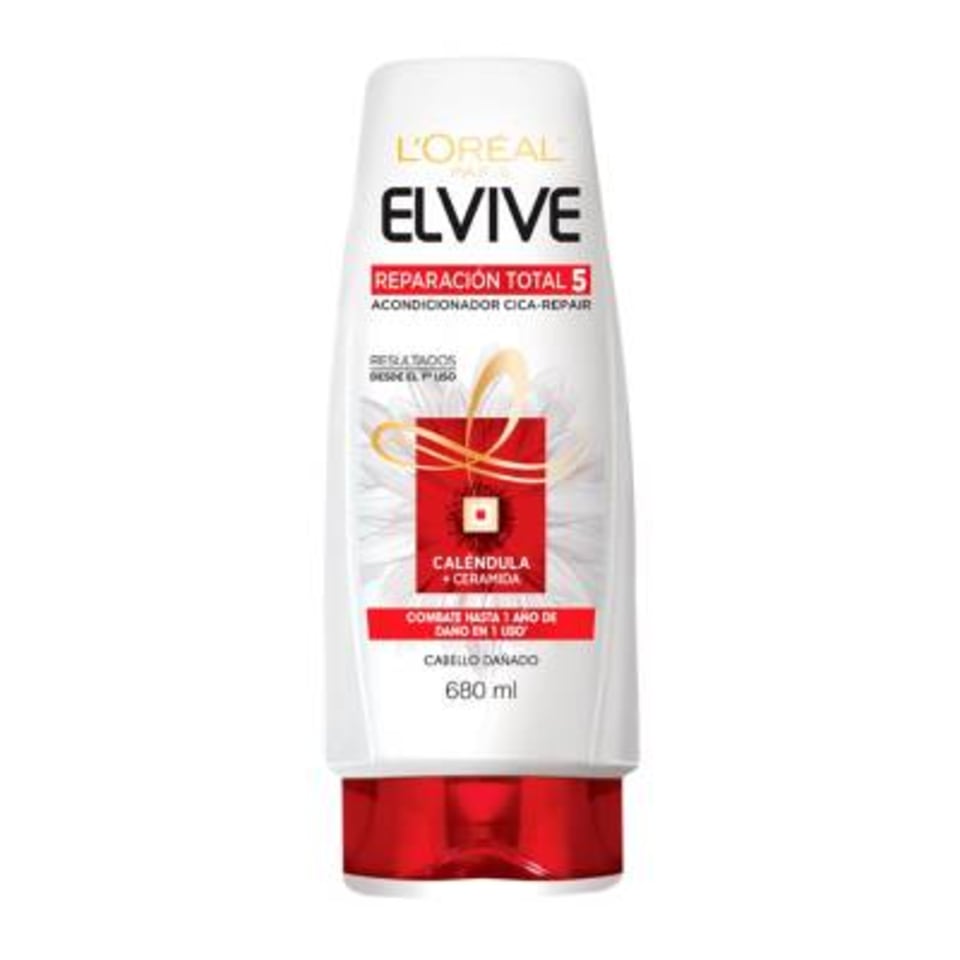 L'ORÉAL
PARIS
ELVIVE
REPARACIÓN TOTAL 5
ACONDICIONADOR CICA-REPAIR
RESULTADOS
DESDE EL 1ER USO
CALÉNDULA
+ CERAMIDA
COMBATE HASTA 1 AÑO DE
DAÑO EN 1 USO*
CABELLO DAÑADO
680 ml